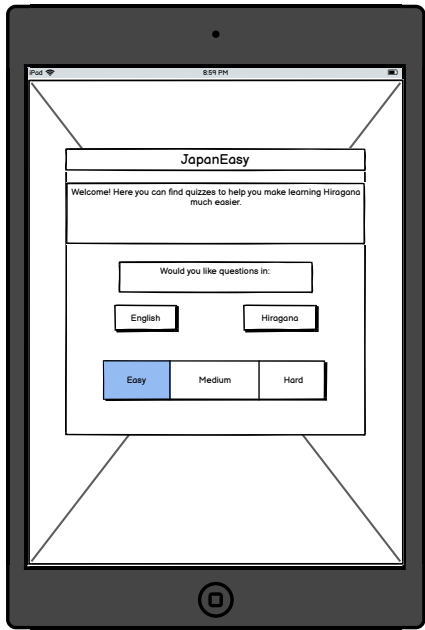 iPad 8:59 PM
JapanEasy
Welcome! Here you can find quizzes to help you make learning Hiragana
much easier.
Would you like questions in:
English Hiragana
Easy Medium Hard